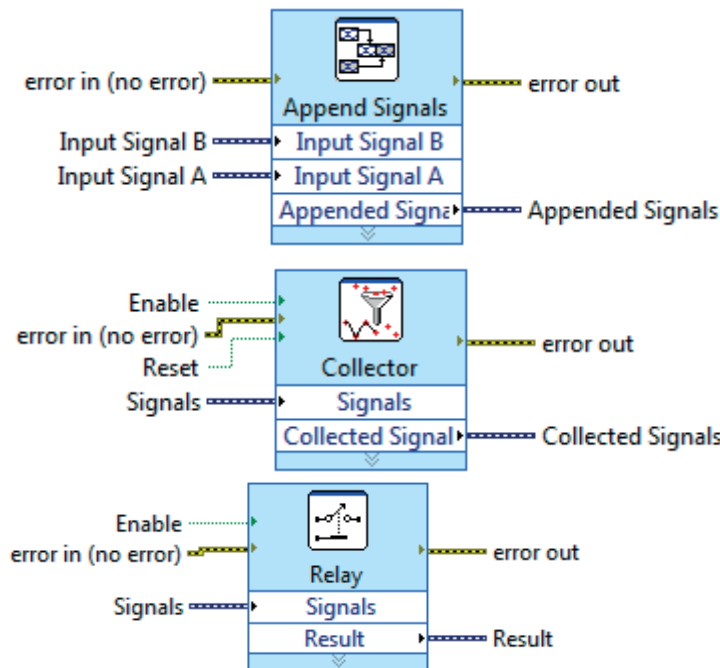 error in (no error)
error out
Append Signals
Input Signal B
Input Signal B
Input Signal A
Input Signal A
Appended Signa
Appended Signals
Enable
error in (no error)
error out
Reset
Collector
Signals
Signals
Collected Signal
Collected Signals
Enable
error in (no error)
error out
Relay
Signals
Signals
Result
Result